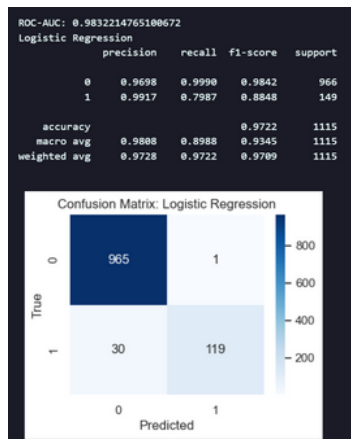 ROC-AUC: 0.9832214765100672
Logistic Regression
precision recall f1-score support
0 0.9698 0.9990 0.9842 966
1 0.9917 0.7987 0.8848 149
accuracy 0.9722 1115
macro avg 0.9808 0.8988 0.9345 1115
weighted avg 0.9728 0.9722 0.9709 1115
Confusion Matrix: Logistic Regression
True
0
965
1
1
30
119
0
1
Predicted
800
600
400
200